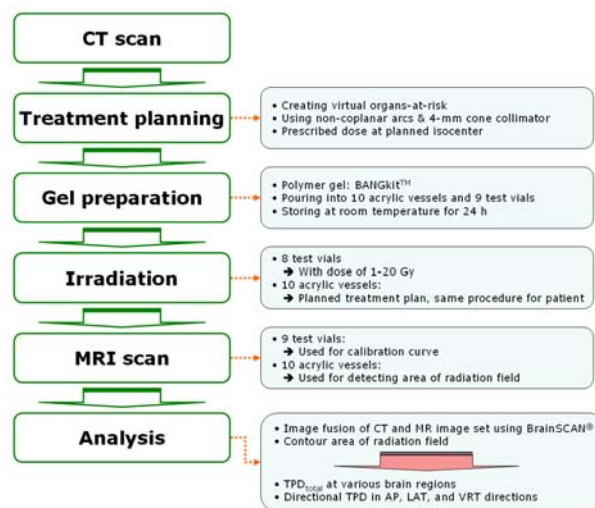 CT scan
Treatment planning
• Creating virtual organs-at-risk
• Using non-coplanar arcs & 4-mm cone collimator
• Prescribed dose at planned isocenter
Gel preparation
• Polymer gel: BANGkit™
• Pouring into 10 acrylic vessels and 9 test vials
• Storing at room temperature for 24 h
Irradiation
• 8 test vials
➔ With dose of 1-20 Gy
• 10 acrylic vessels:
➔ Planned treatment plan, same procedure for patient
MRI scan
• 9 test vials:
➔ Used for calibration curve
• 10 acrylic vessels:
➔ Used for detecting area of radiation field
Analysis
• Image fusion of CT and MR image set using BrainSCAN®
• Contour area of radiation field
• TPDtotal at various brain regions
• Directional TPD in AP, LAT, and VRT directions